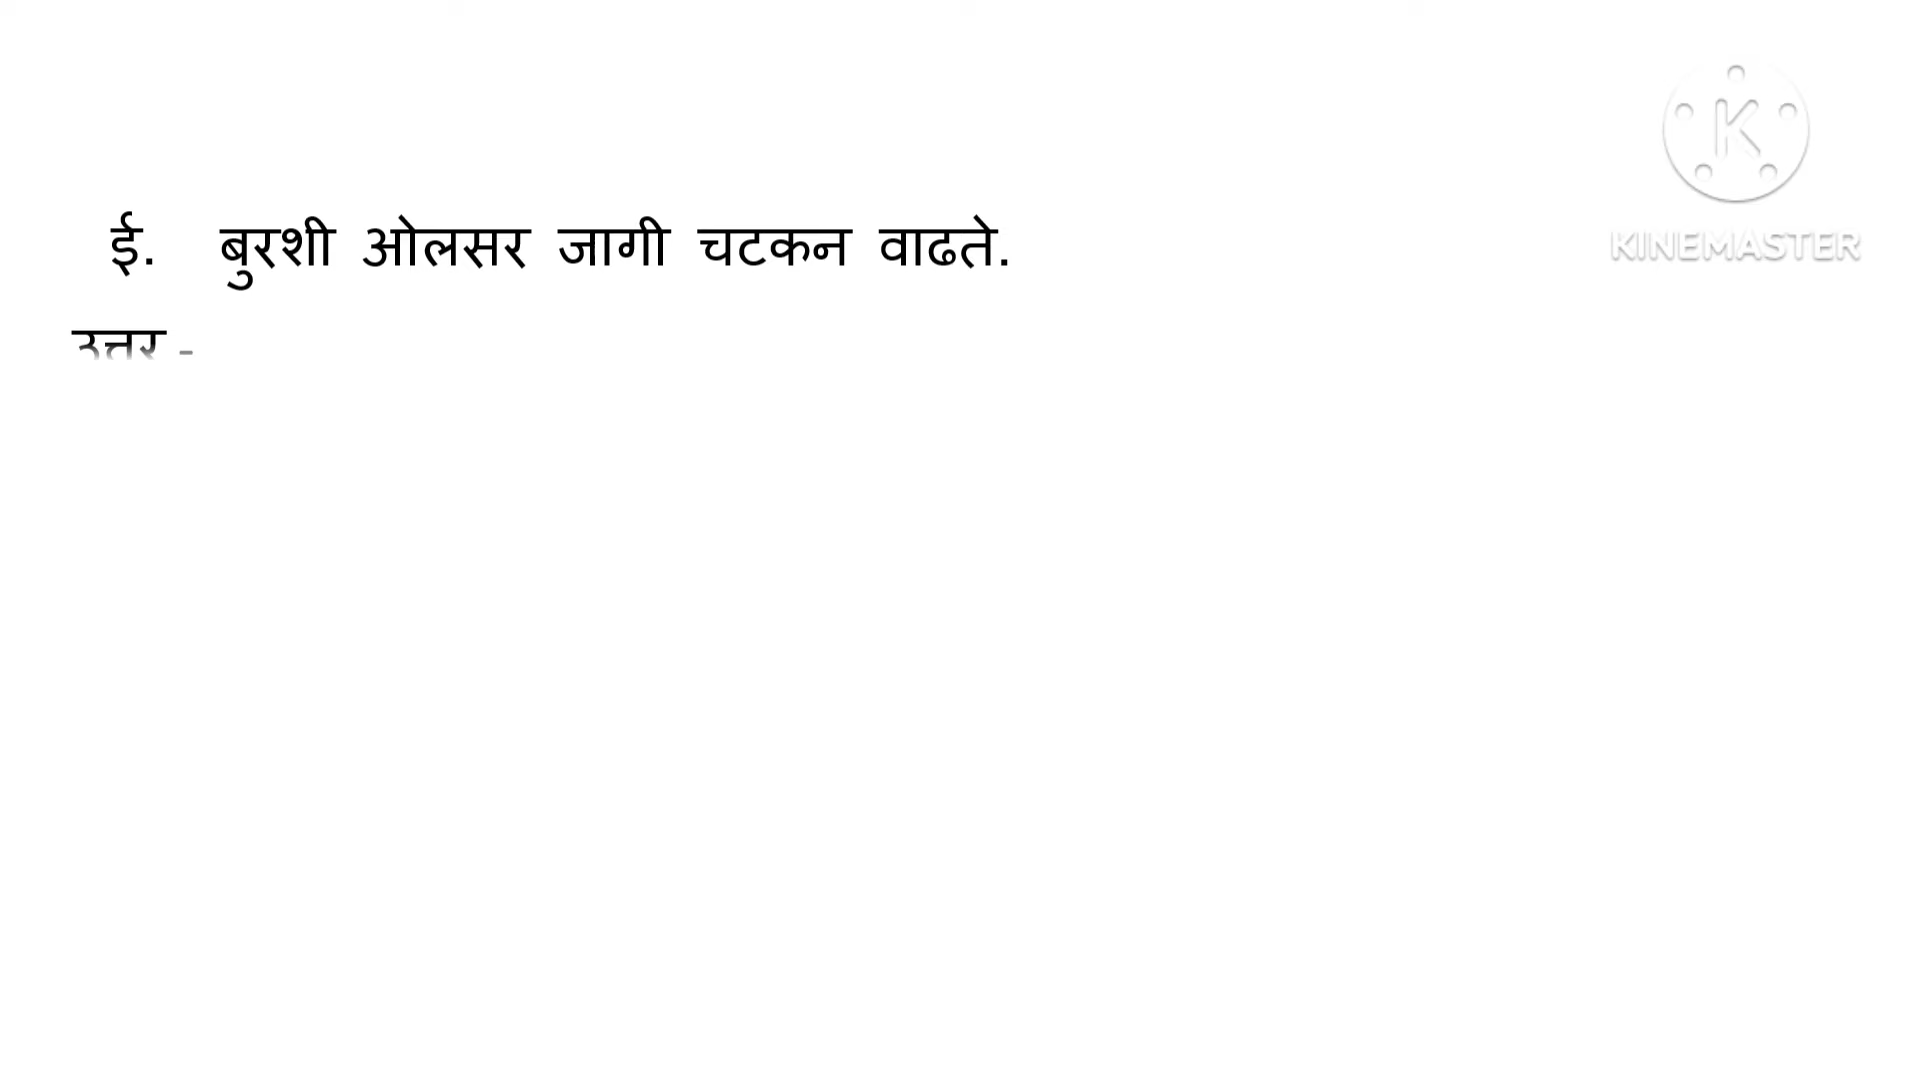 KINEMASTER
ई. बुरशी ओलसर जागी चटकन वाढते.
उत्तर -